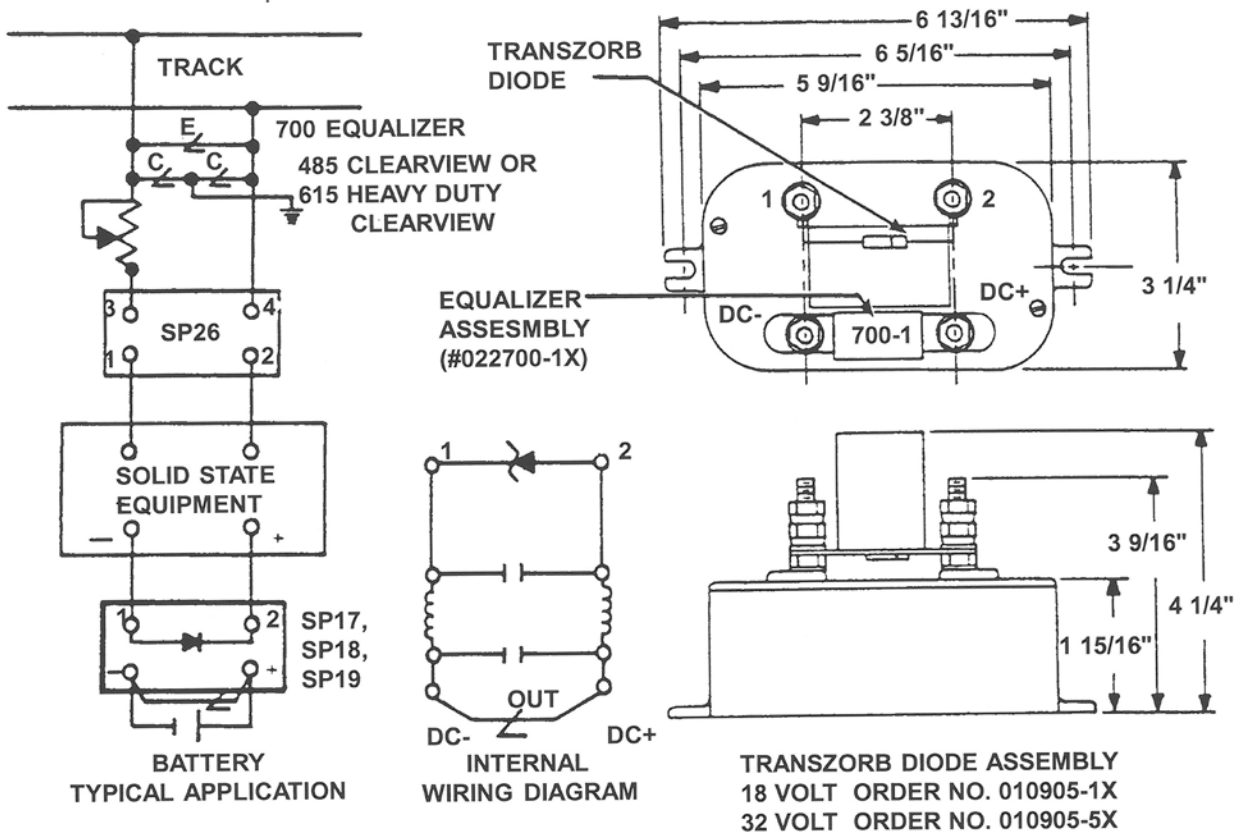 TRACK
E
700 EQUALIZER
C C
485 CLEARVIEW OR
615 HEAVY DUTY
CLEARVIEW
3 4
SP26
1 2
SOLID STATE
EQUIPMENT
— +
1 2
SP17,
SP18,
SP19
— +
BATTERY
TYPICAL APPLICATION
6 13/16"
6 5/16"
5 9/16"
2 3/8"
TRANSZORB
DIODE
1 2
3 1/4"
DC- DC+
EQUALIZER
ASSESMBLY
(#022700-1X)
700-1
1 2
OUT
DC- DC+
INTERNAL
WIRING DIAGRAM
3 9/16"
4 1/4"
1 15/16"
TRANSZORB DIODE ASSEMBLY
18 VOLT ORDER NO. 010905-1X
32 VOLT ORDER NO. 010905-5X